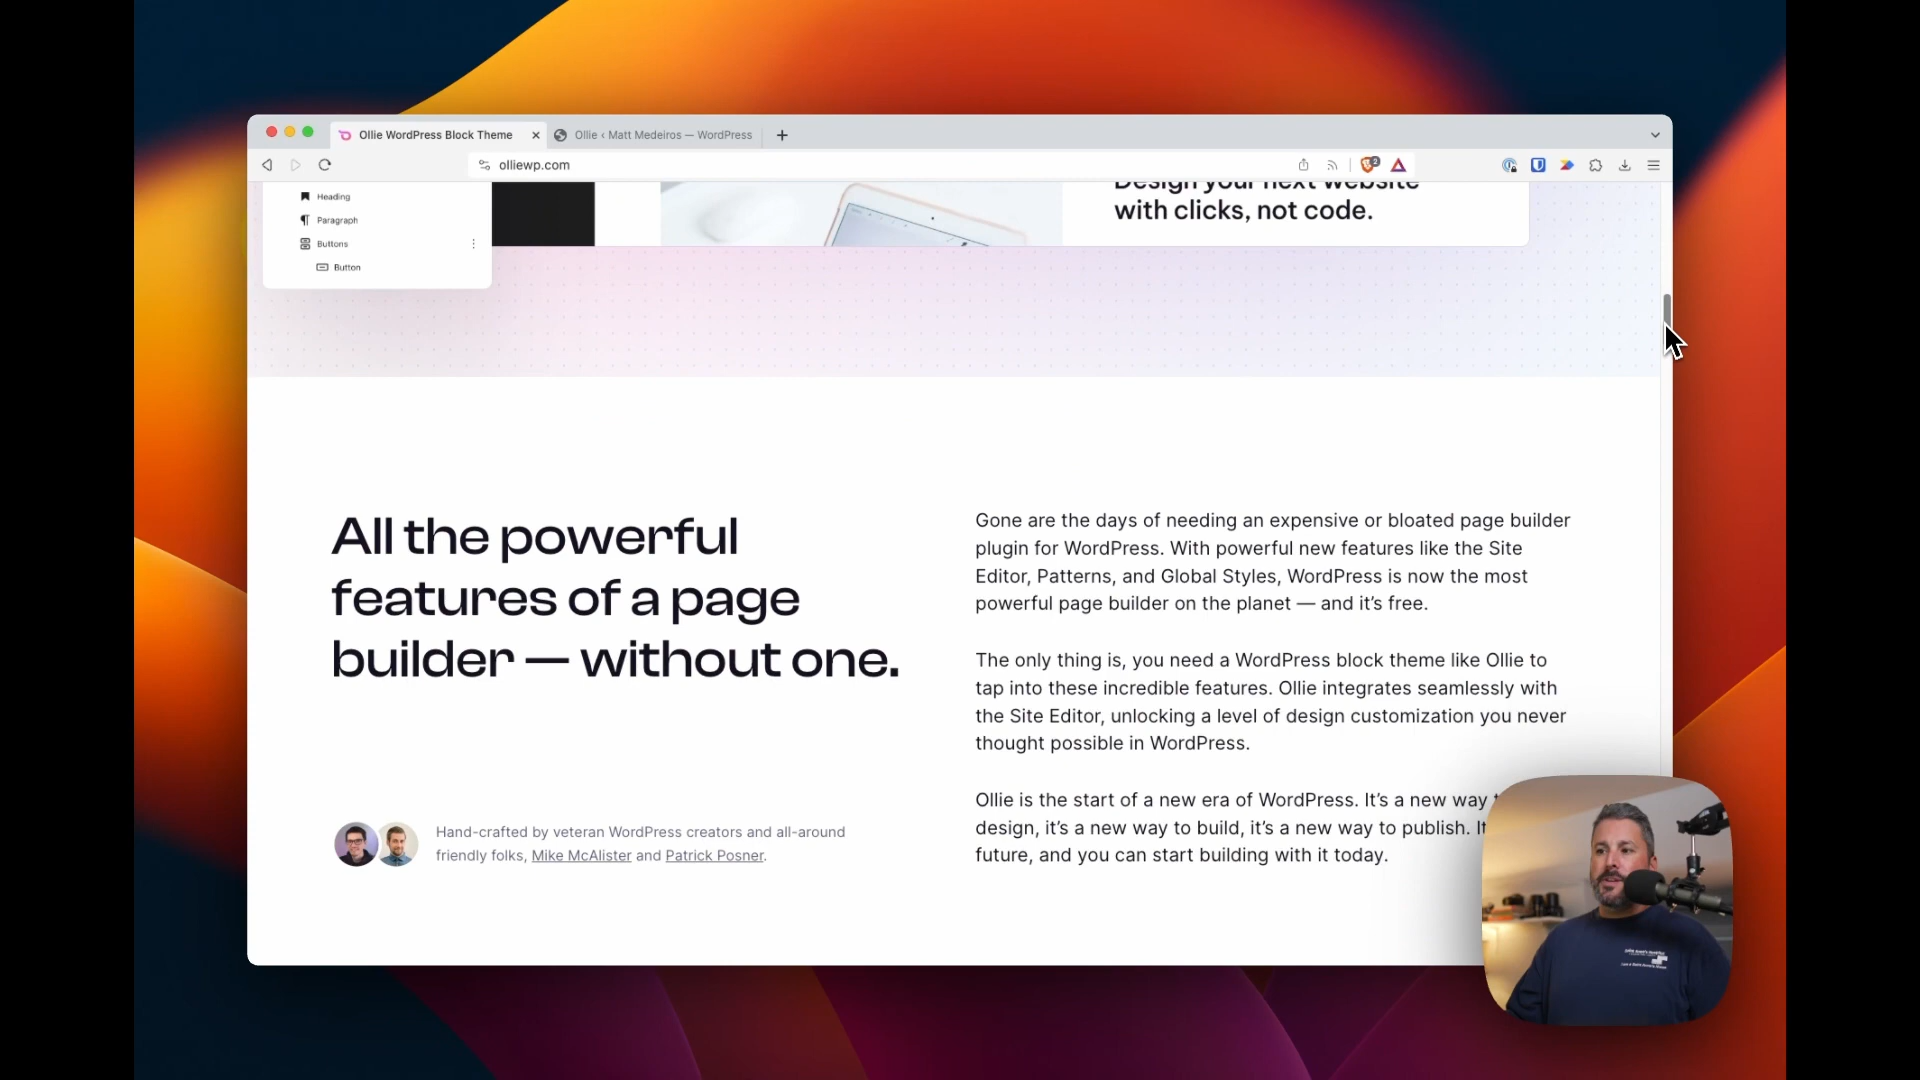 Ollie WordPress Block Theme
Ollie ‹ Matt Medeiros — WordPress
olliewp.com
2
Heading
Paragraph
Buttons
Button
Design your next website
with clicks, not code.
All the powerful
features of a page
builder — without one.
Hand-crafted by veteran WordPress creators and all-around
friendly folks, Mike McAlister and Patrick Posner.
Gone are the days of needing an expensive or bloated page builder
plugin for WordPress. With powerful new features like the Site
Editor, Patterns, and Global Styles, WordPress is now the most
powerful page builder on the planet — and it’s free.
The only thing is, you need a WordPress block theme like Ollie to
tap into these incredible features. Ollie integrates seamlessly with
the Site Editor, unlocking a level of design customization you never
thought possible in WordPress.
Ollie is the start of a new era of WordPress. It’s a new way
design, it’s a new way to build, it’s a new way to publish.
future, and you can start building with it today.